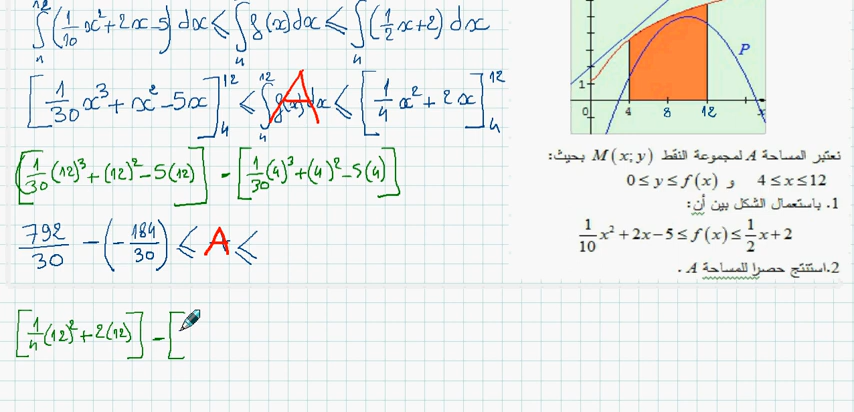 ∫₄¹² (1/10 x² + 2x - 5) dx ≤ ∫₄¹² f(x) dx ≤ ∫₄¹² (1/2 x + 2) dx
[1/30 x³ + x² - 5x]₄¹² ≤ ∫₄¹² f(x) dx ≤ [1/4 x² + 2x]₄¹²
A
[1/30 (12)³ + (12)² - 5(12)] - [1/30 (4)³ + (4)² - 5(4)]
792/30 - (-184/30) ≤ A ≤
[1/4 (12)² + 2(12)] - [
1
0 4 8 12 x
P
نعتبر المساحة A لمجموعة النقط M(x; y) بحيث:
4 ≤ x ≤ 12 و 0 ≤ y ≤ f(x)
1. باستعمال الشكل بين أن:
1/10 x² + 2x - 5 ≤ f(x) ≤ 1/2 x + 2
2.استنتج حصرا للمساحة A .